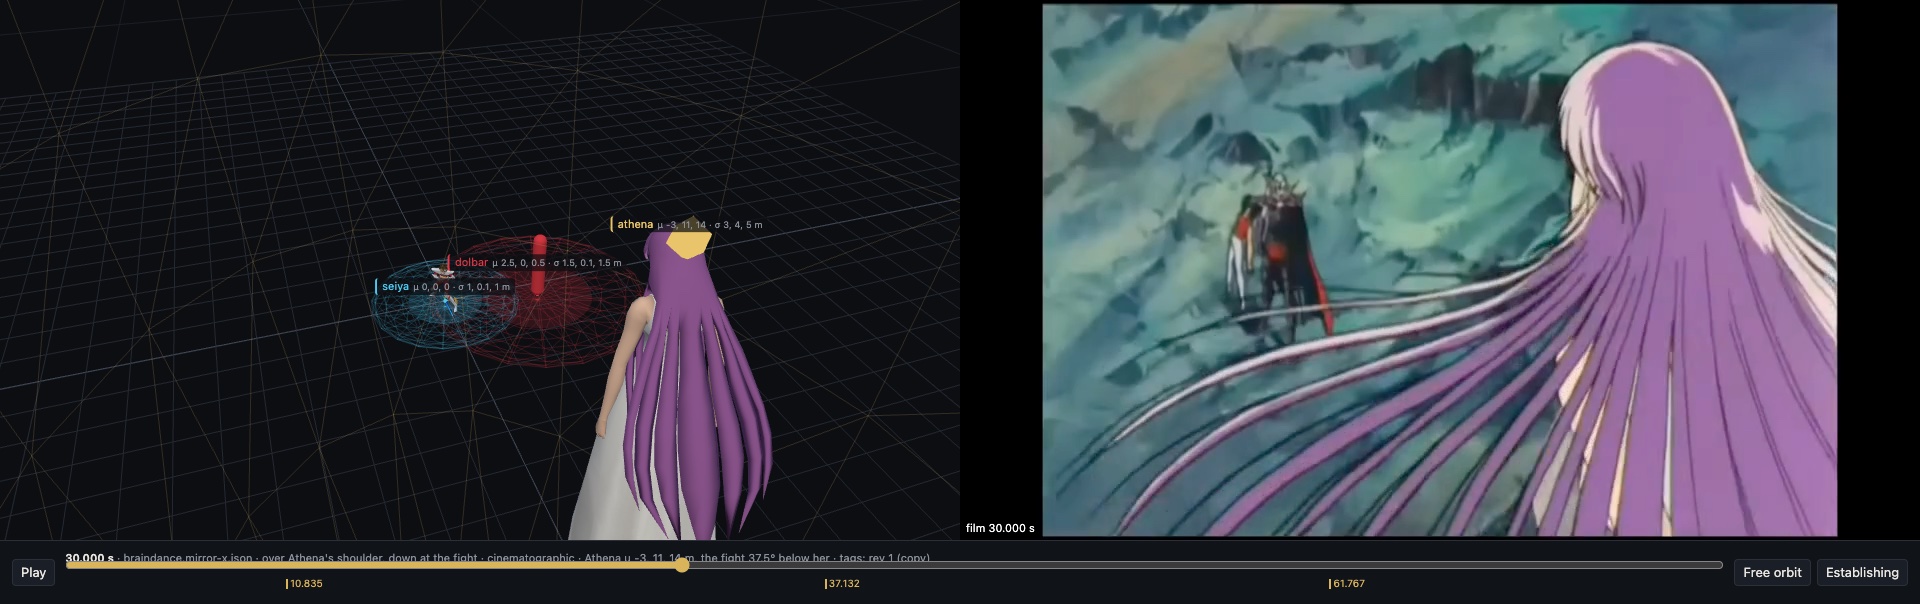 athena μ -3, 11, 14 · σ 3, 4, 5 m
dolbar μ 2.5, 0, 0.5 · σ 1.5, 0.1, 1.5 m
seiya μ 0, 0, 0 · σ 1, 0.1, 1 m
film 30.000 s
30.000 s · braindance mirror-x json · over Athena's shoulder, down at the fight · cinematographic · Athena μ -3, 11, 14 m, the fight 37.5° below her · tags: rev 1 (copy)
Play
10.835
37.132
61.767
Free orbit
Establishing